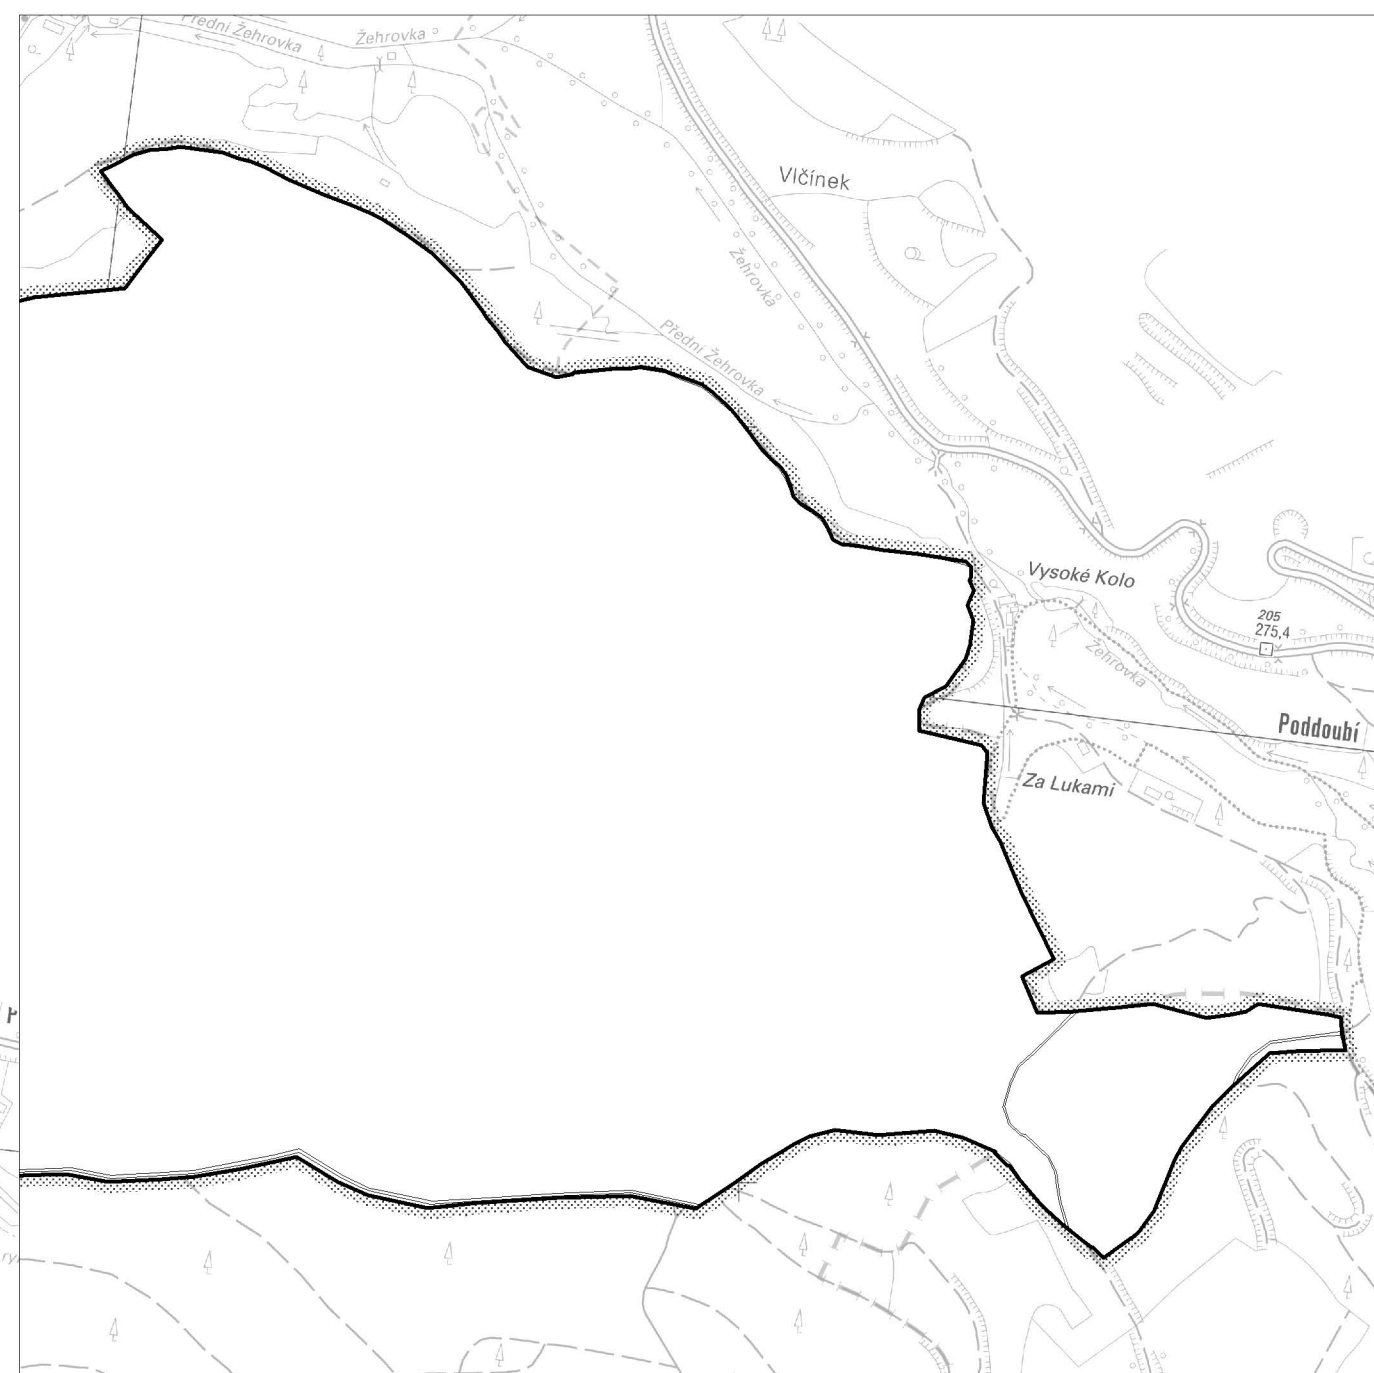 Přední Žehrovka
Žehrovka
Vlčínek
Žehrovka
Přední Žehrovka
Vysoké Kolo
205
275,4
Žehrovka
Poddoubí
Za Lukami